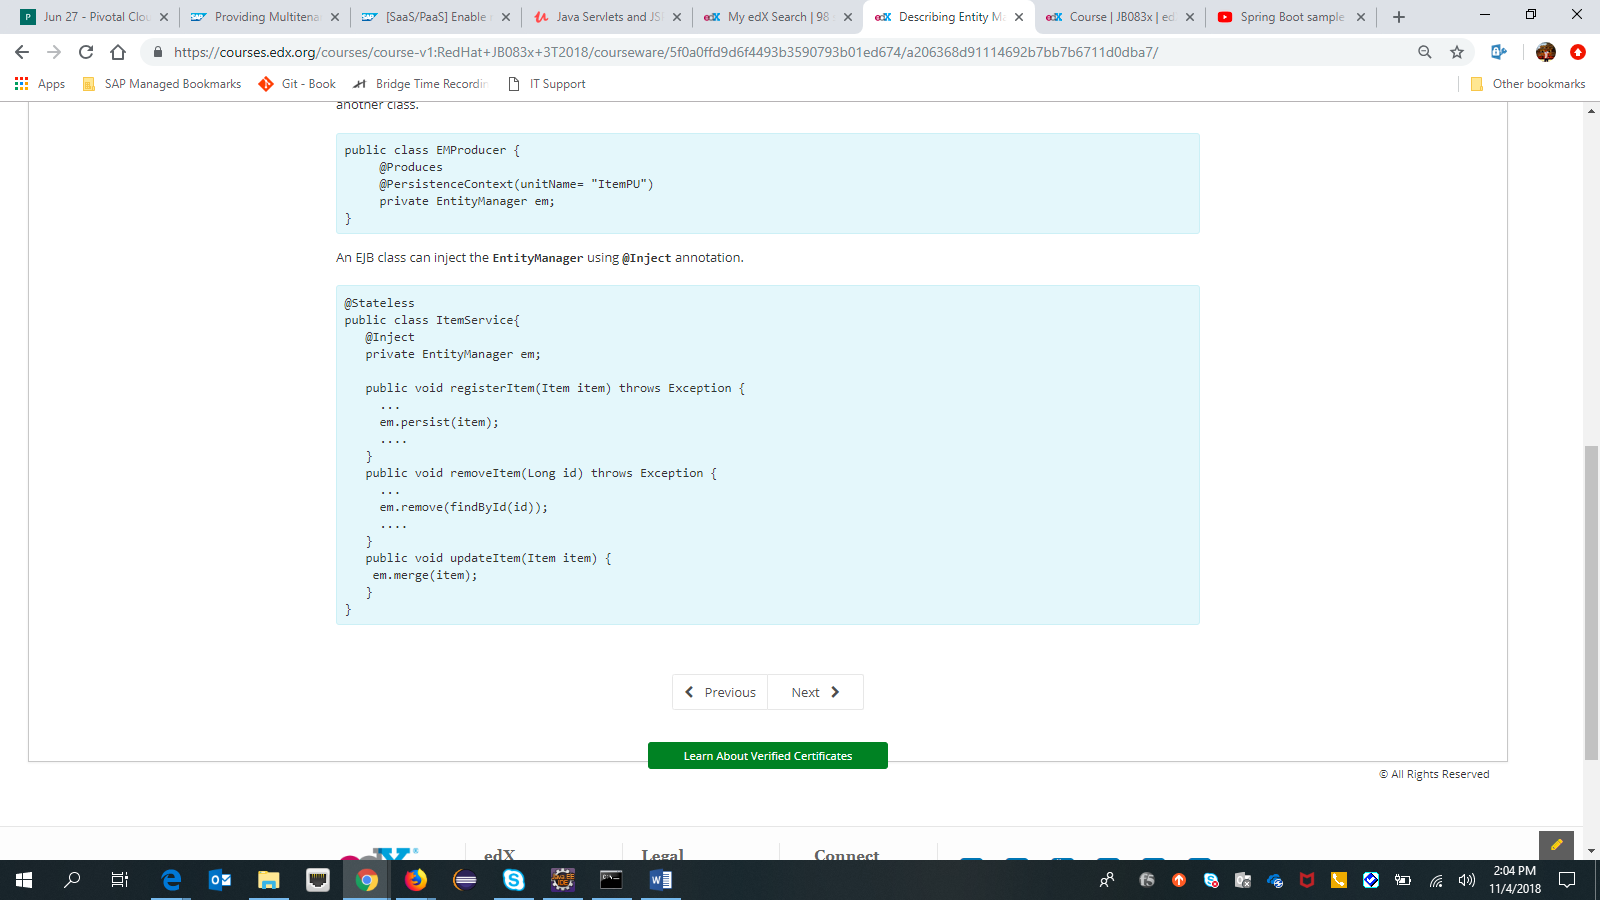 Jun 27 - Pivotal Clou
Providing Multitena
[SaaS/PaaS] Enable
Java Servlets and JSP
My edX Search | 98
Describing Entity Ma
Course | JB083x | ed
Spring Boot sample
https://courses.edx.org/courses/course-v1:RedHat+JB083x+3T2018/courseware/5f0a0ffd9d6f4493b3590793b01ed674/a206368d91114692b7bb7b6711d0dba7/
Apps
SAP Managed Bookmarks
Git - Book
Bridge Time Recordin
IT Support
Other bookmarks
another class.
public class EMProducer {
@Produces
@PersistenceContext(unitName= "ItemPU")
private EntityManager em;
}
An EJB class can inject the EntityManager using @Inject annotation.
@Stateless
public class ItemService{
@Inject
private EntityManager em;
public void registerItem(Item item) throws Exception {
...
em.persist(item);
....
}
public void removeItem(Long id) throws Exception {
...
em.remove(findById(id));
....
}
public void updateItem(Item item) {
em.merge(item);
}
}
Previous
Next
Learn About Verified Certificates
© All Rights Reserved
edX
edX
Legal
Connect
2:04 PM
11/4/2018